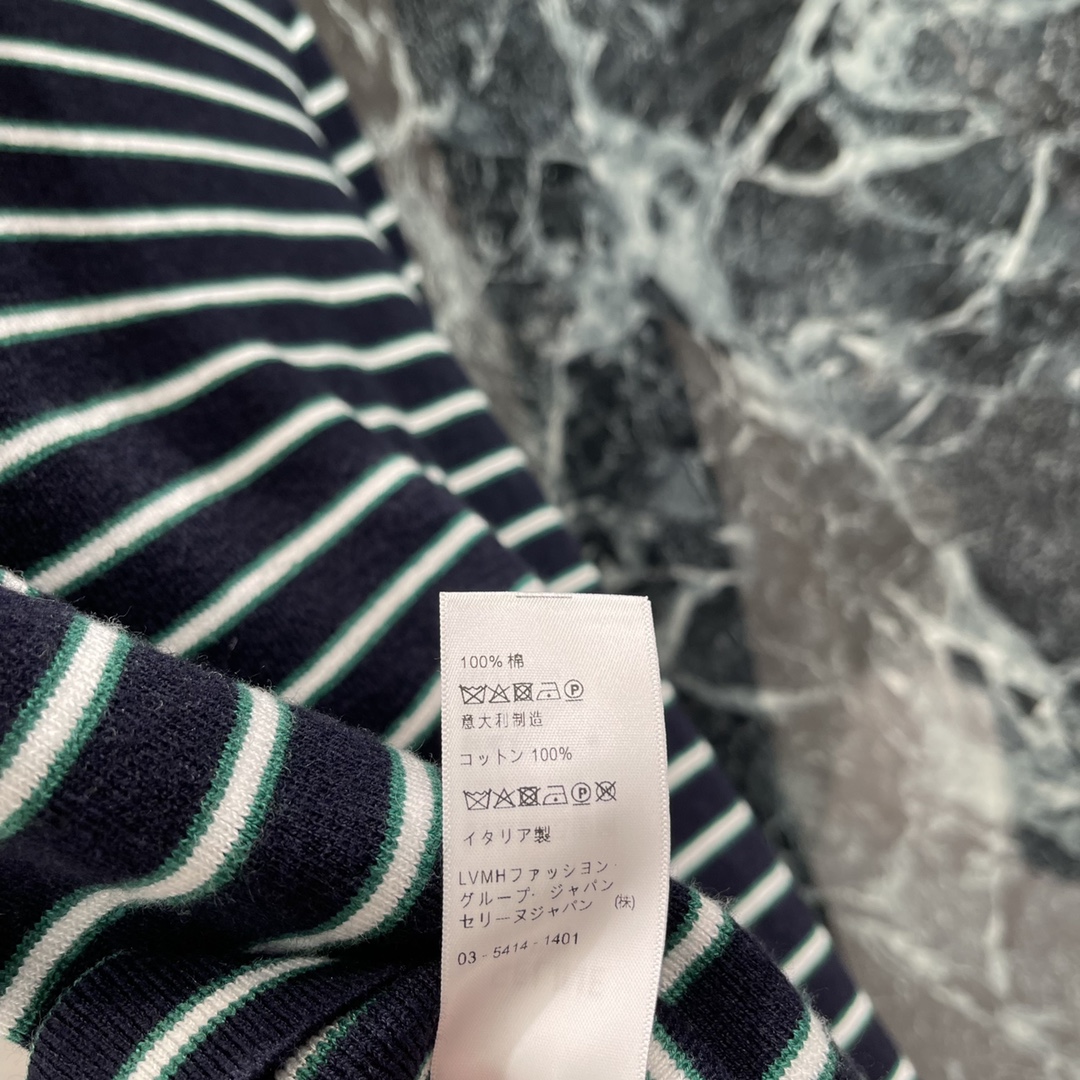 100% 棉
意大利制造
コットン 100%
イタリア製
LVMHファッション・
グループ・ジャパン
セリーヌジャパン (株)
03-5414-1401